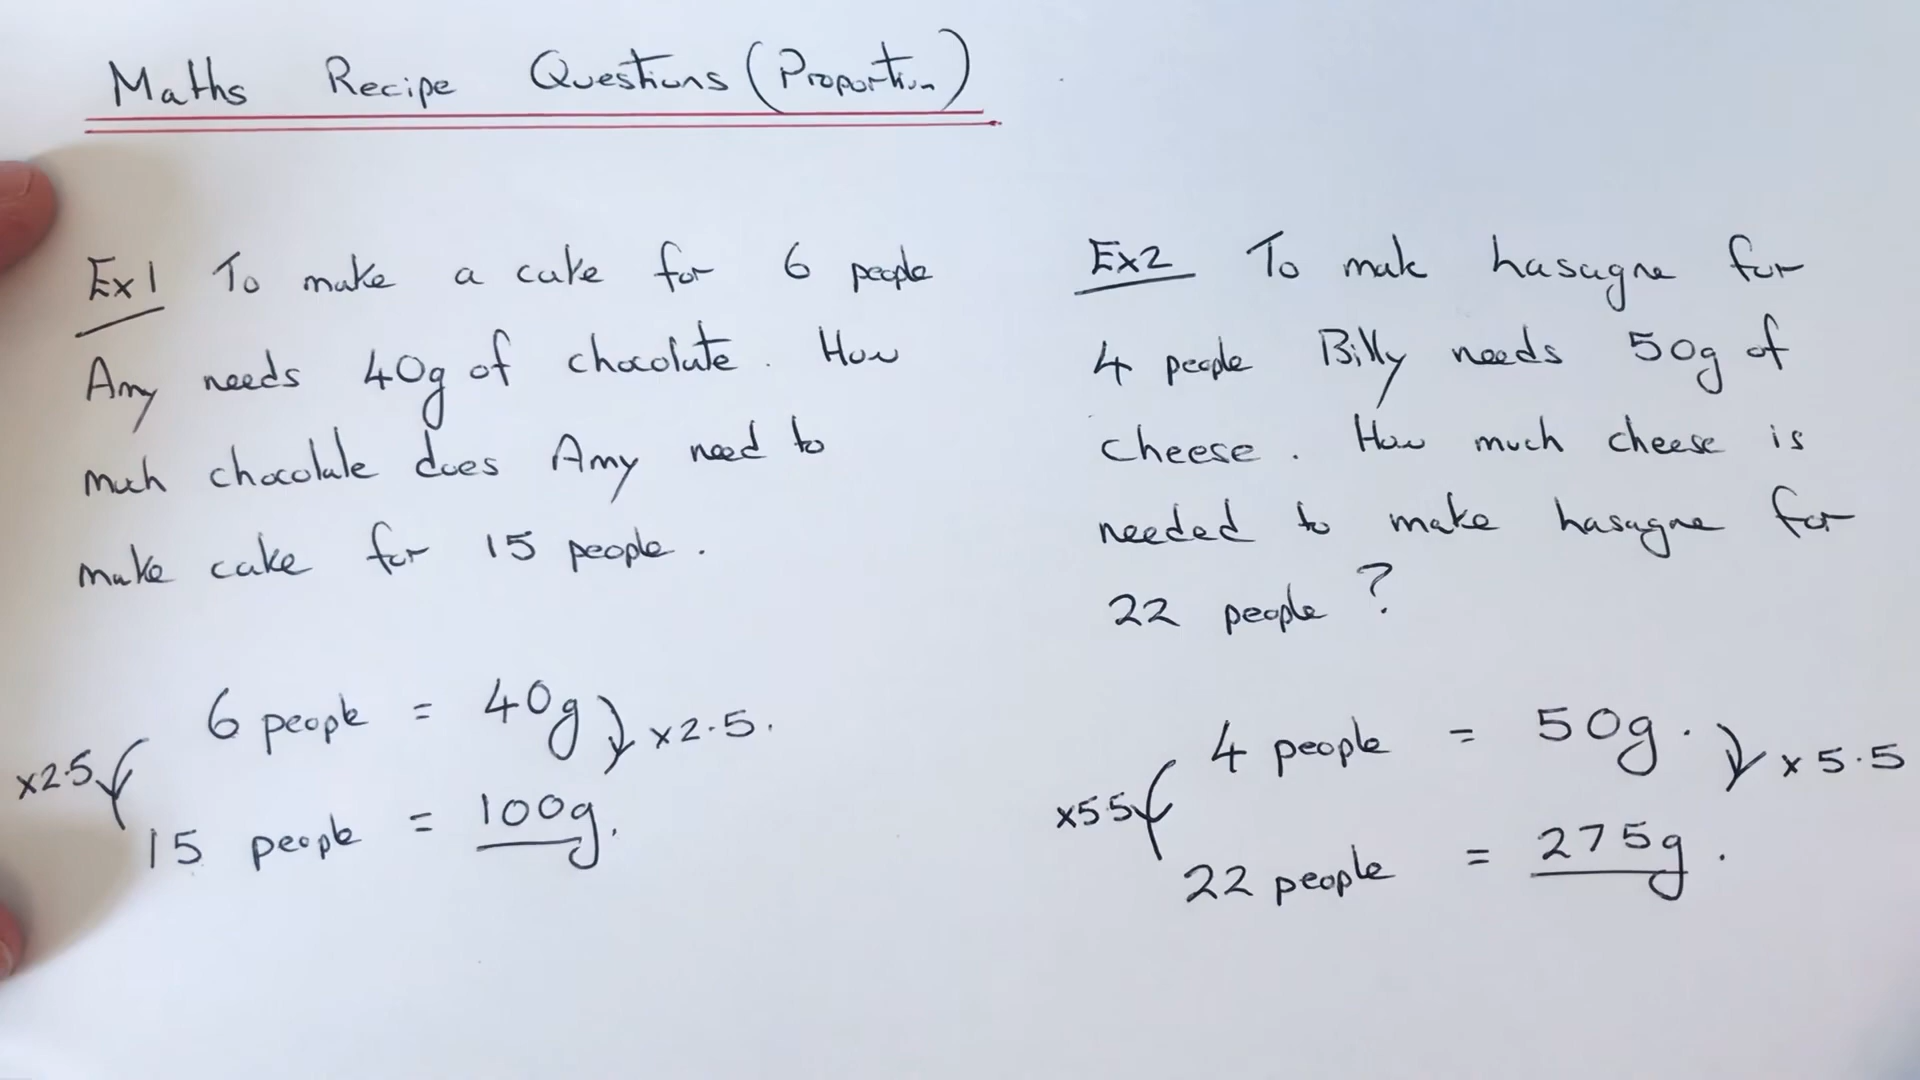 Maths Recipe Questions (Proportion)
Ex1 To make a cake for 6 people
Amy needs 40g of chocolate. How
much chocolate does Amy need to
make cake for 15 people.
6 people = 40g
x2.5 x2.5.
15 people = 100g.
Ex2 To make lasagne for
4 people Billy needs 50g of
cheese. How much cheese is
needed to make lasagne for
22 people?
4 people = 50g.
x5.5 x5.5
22 people = 275g.